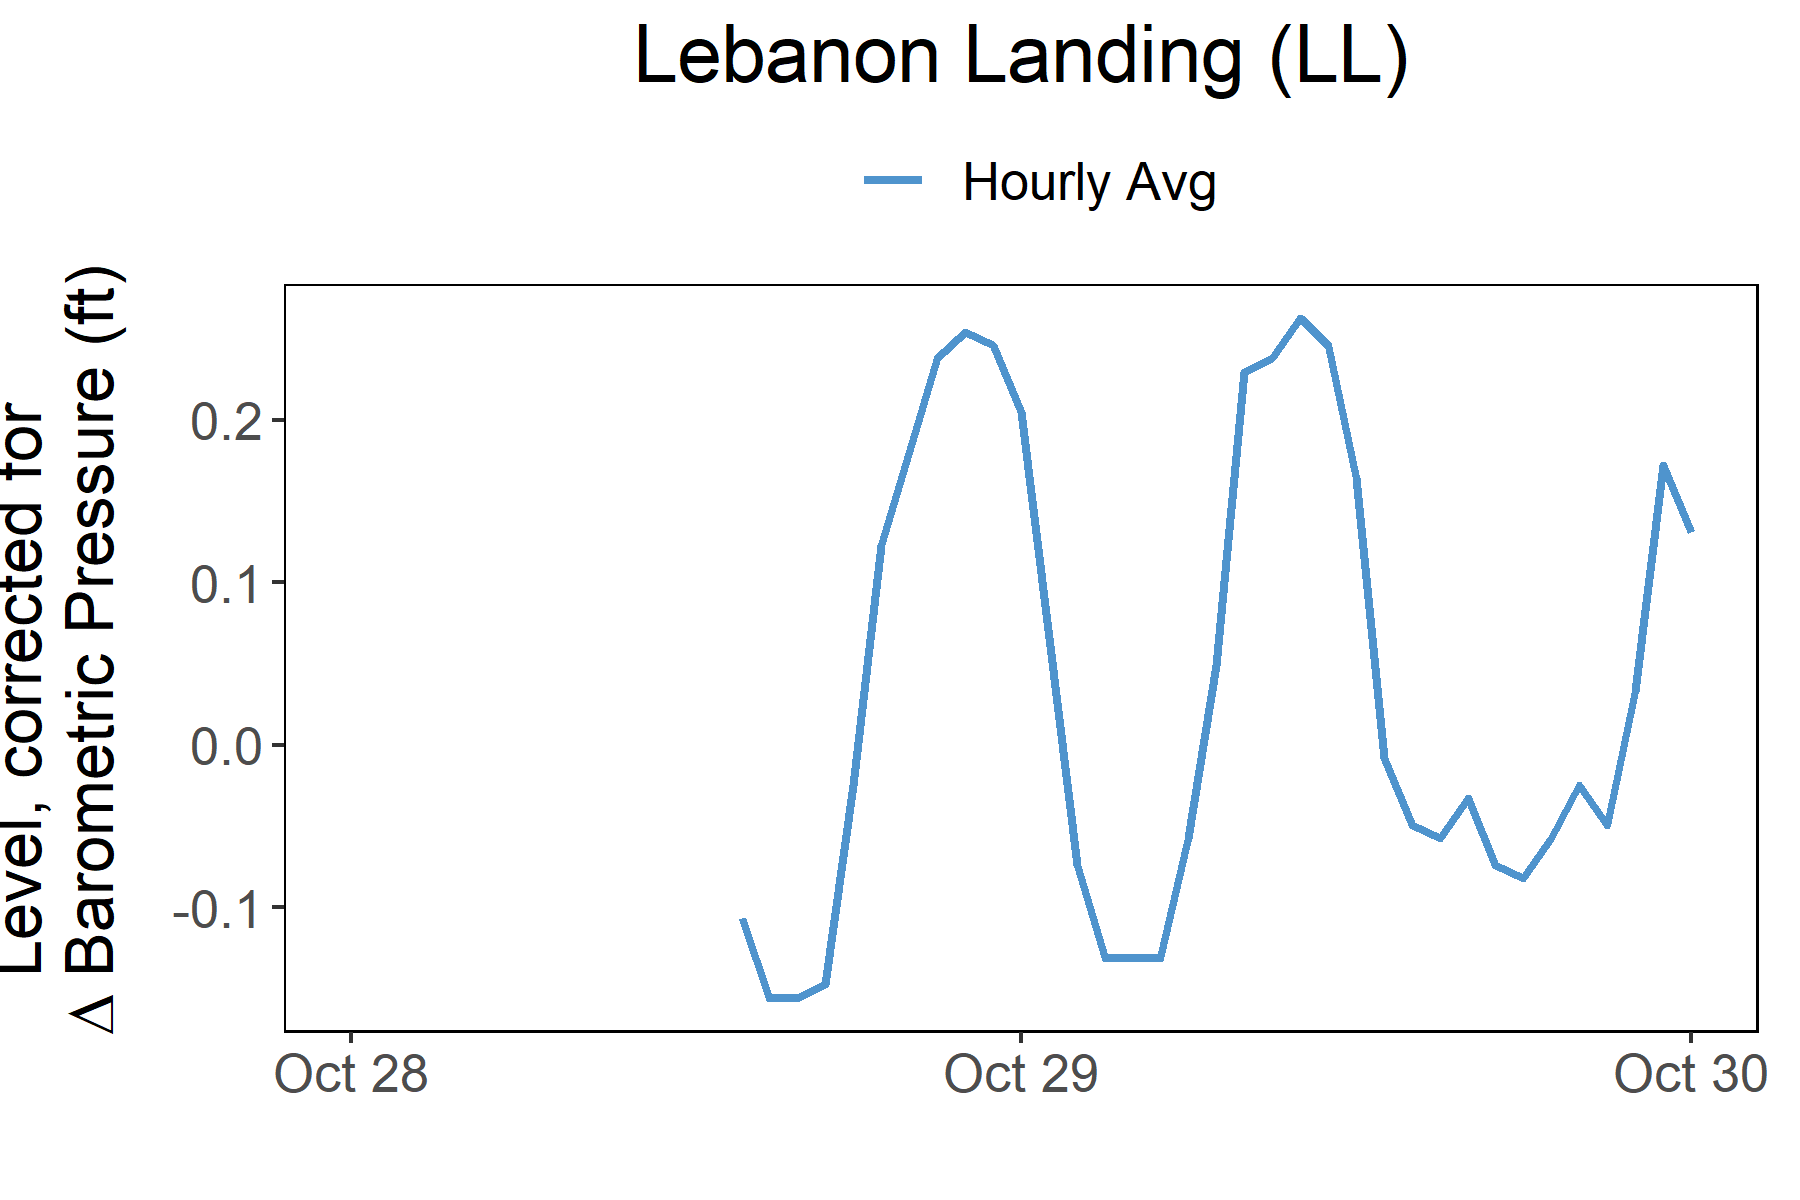 Lebanon Landing (LL)
Hourly Avg
Level, corrected for
Δ Barometric Pressure (ft)
0.2
0.1
0.0
-0.1
Oct 28 Oct 29 Oct 30